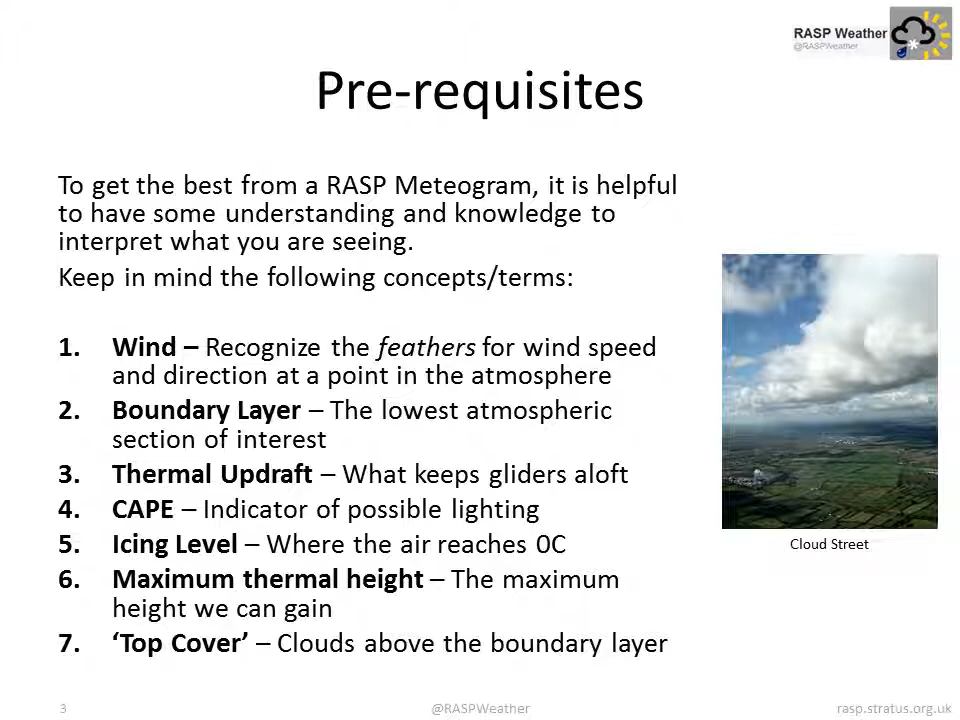 RASP Weather
@RASPWeather
Pre-requisites
To get the best from a RASP Meteogram, it is helpful
to have some understanding and knowledge to
interpret what you are seeing.
Keep in mind the following concepts/terms:
1. Wind – Recognize the feathers for wind speed
and direction at a point in the atmosphere
2. Boundary Layer – The lowest atmospheric
section of interest
3. Thermal Updraft – What keeps gliders aloft
4. CAPE – Indicator of possible lighting
5. Icing Level – Where the air reaches 0C
6. Maximum thermal height – The maximum
height we can gain
7. ‘Top Cover’ – Clouds above the boundary layer
Cloud Street
3
@RASPWeather
rasp.stratus.org.uk